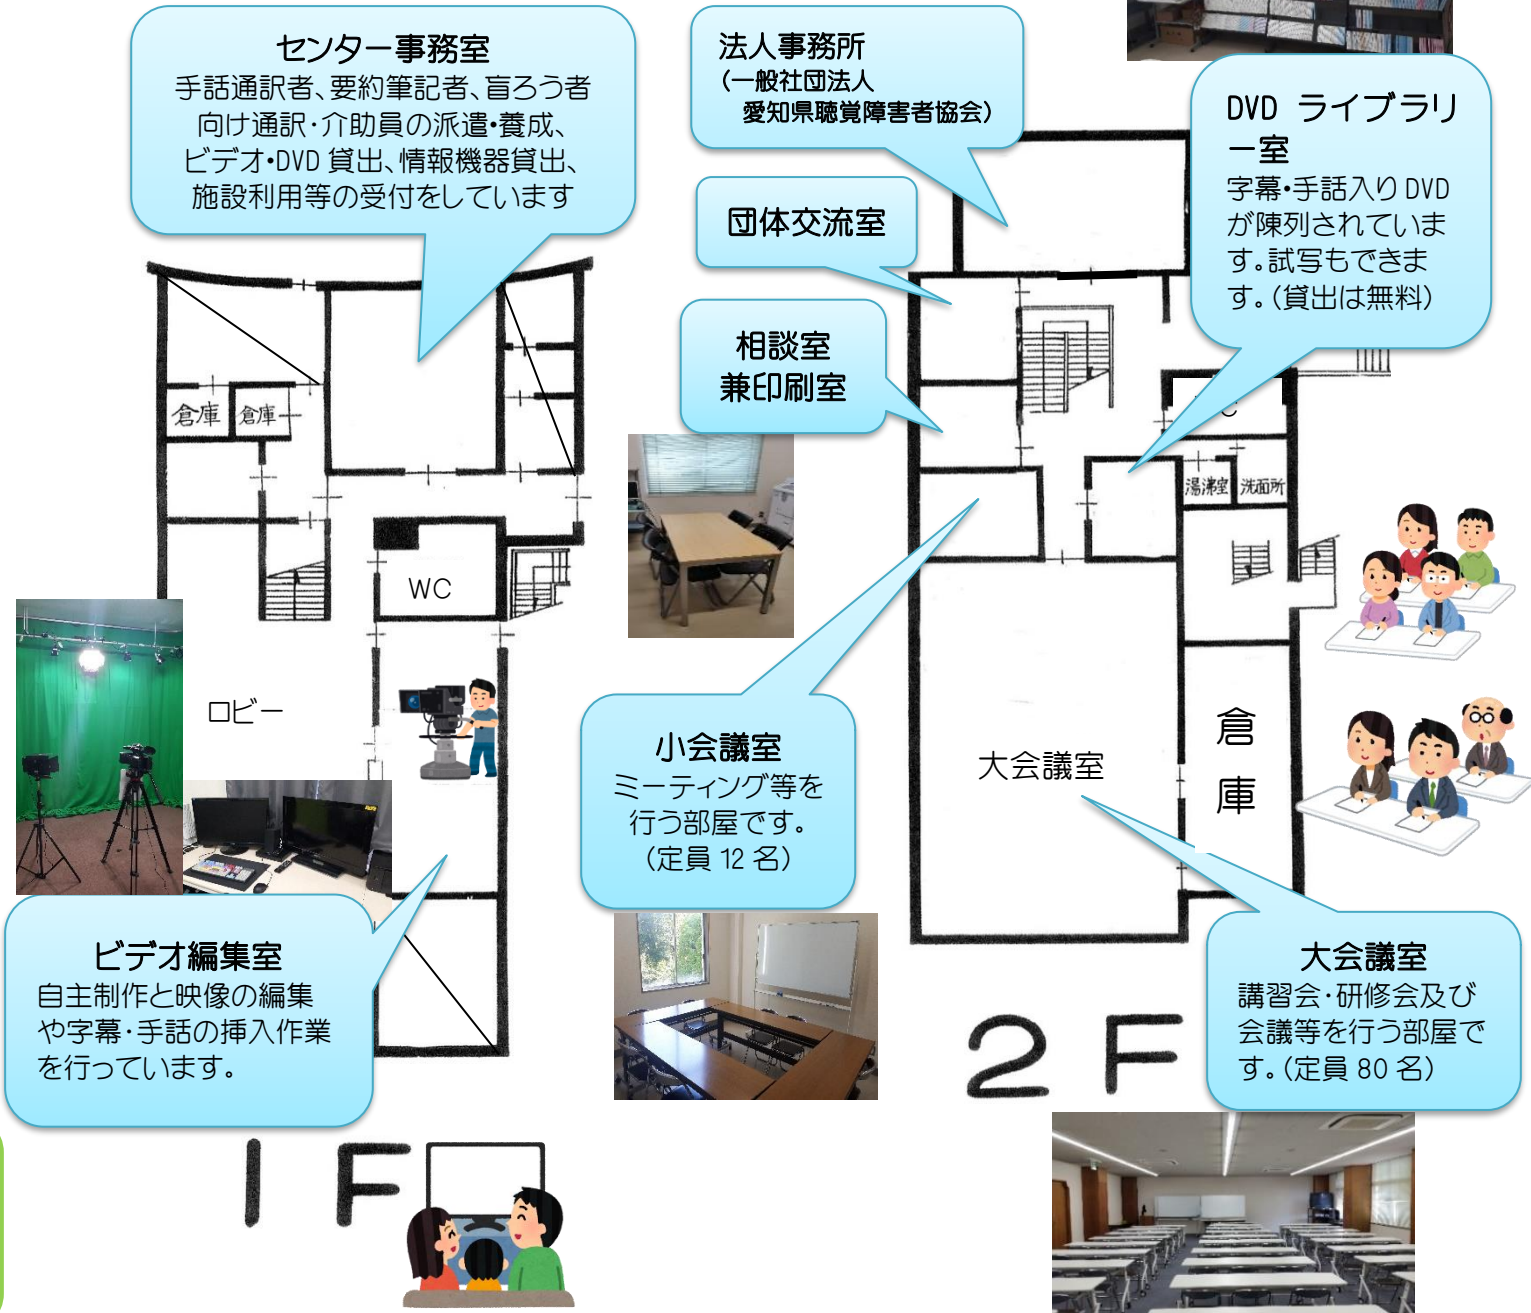 センター事務室
手話通訳者、要約筆記者、盲ろう者
向け通訳・介助員の派遣・養成、
ビデオ・DVD 貸出、情報機器貸出、
施設利用等の受付をしています
法人事務所
(一般社団法人
愛知県聴覚障害者協会)
団体交流室
相談室
兼印刷室
DVD ライブラリ
ー室
字幕・手話入り DVD
が陳列されていま
す。試写もできま
す。(貸出は無料)
倉庫
倉庫
WC
ロビー
湯沸室
洗面所
小会議室
ミーティング等を
行う部屋です。
(定員 12 名)
大会議室
倉
庫
ビデオ編集室
自主制作と映像の編集
や字幕・手話の挿入作業
を行っています。
大会議室
講習会・研修会及び
会議等を行う部屋で
す。(定員 80 名)
1F
2F